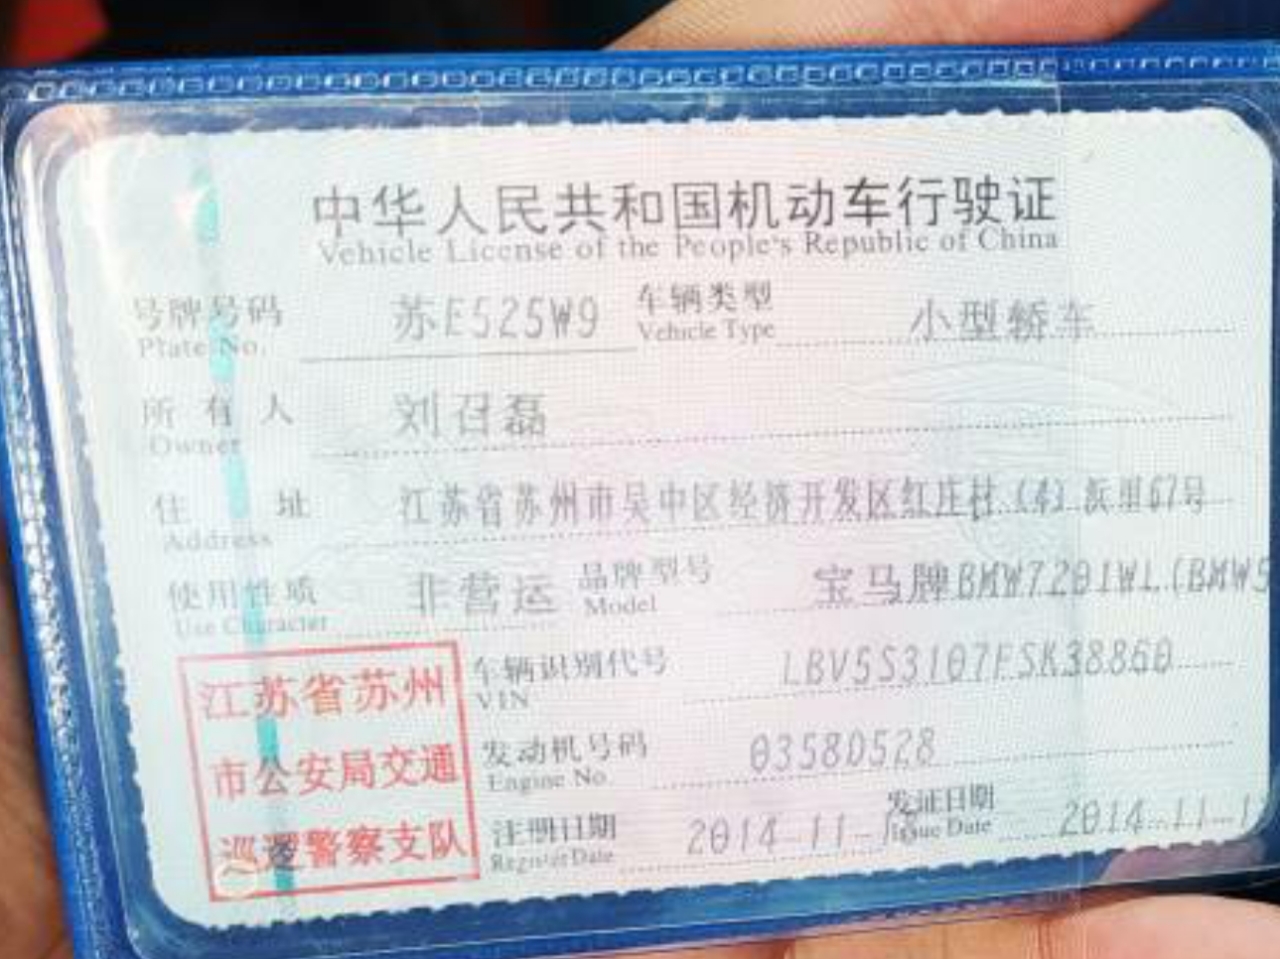 中华人民共和国机动车行驶证
Vehicle License of the People's Republic of China
号牌号码 苏E525W9 车辆类型 小型轿车
Plate No. Vehicle Type
所有人 刘召磊
Owner
住址 江苏省苏州市吴中区经济开发区红庄村(4)浜里67号
Address
使用性质 非营运 品牌型号 宝马牌BMW7201WL(BMW5
Use Character Model
江苏省苏州
市公安局交通
巡逻警察支队
车辆识别代号 LBV5S3107FSK38860
VIN
发动机号码 0358D528
Engine No.
注册日期 2014-11- 发证日期 2014-11-1
Register Date Issue Date